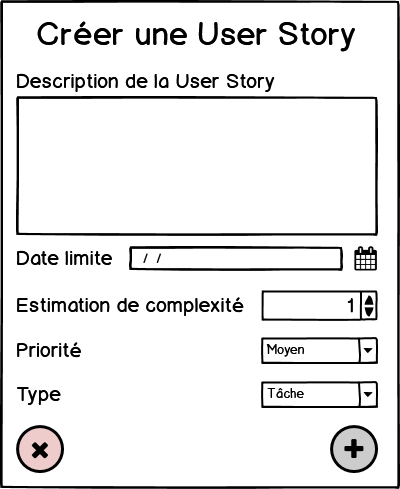 Créer une User Story
Description de la User Story
Date limite / /
Estimation de complexité 1
Priorité Moyen
Type Tâche